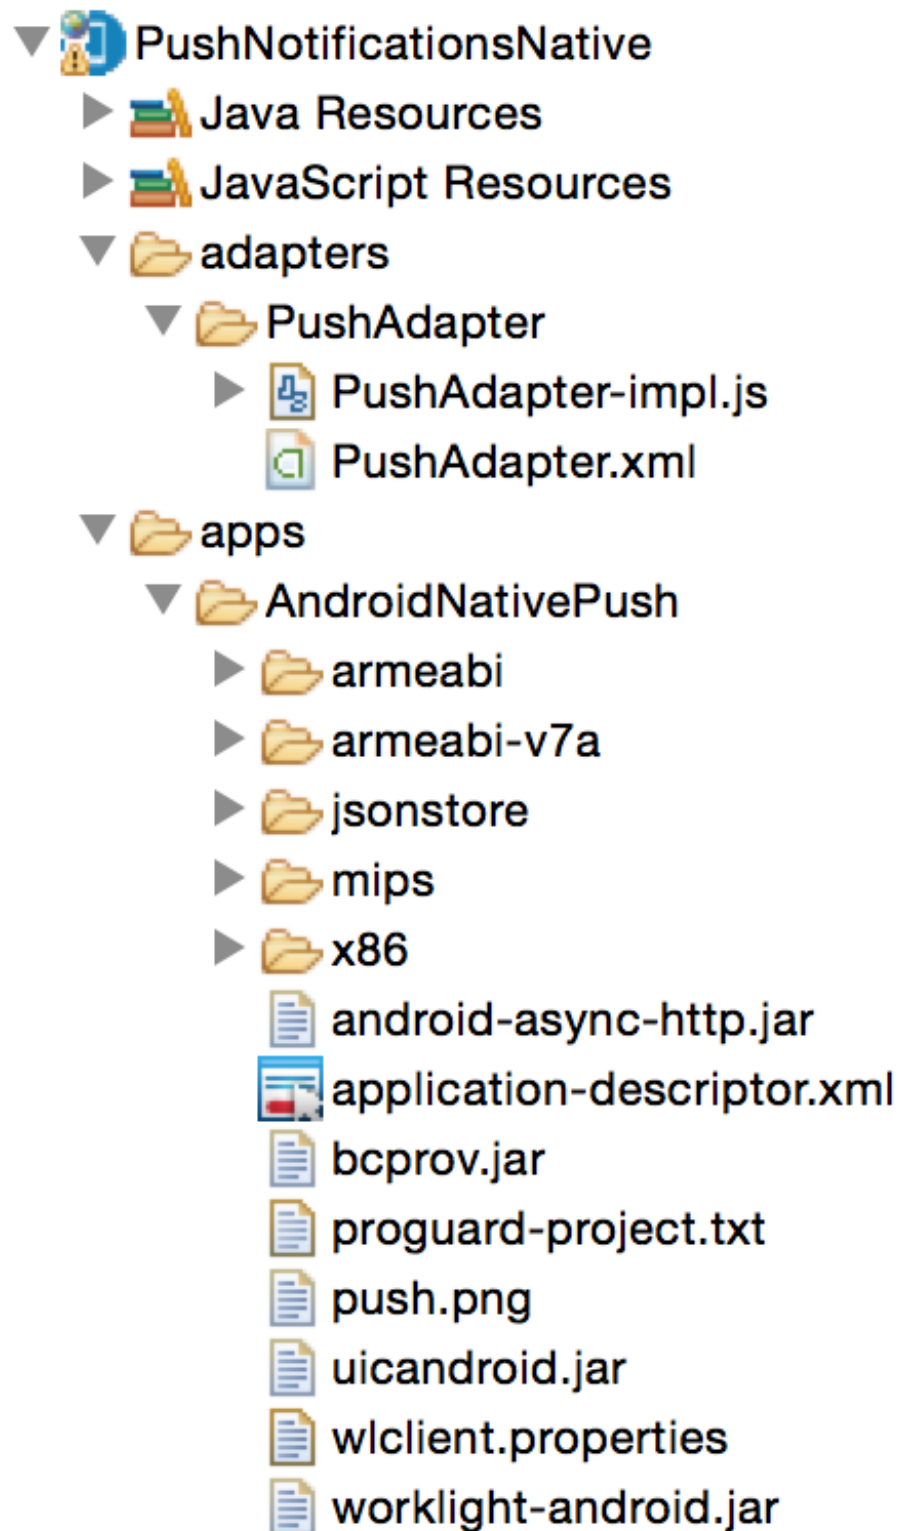 PushNotificationsNative
Java Resources
JavaScript Resources
adapters
PushAdapter
PushAdapter-impl.js
PushAdapter.xml
apps
AndroidNativePush
armeabi
armeabi-v7a
jsonstore
mips
x86
android-async-http.jar
application-descriptor.xml
bcprov.jar
proguard-project.txt
push.png
uicandroid.jar
wlclient.properties
worklight-android.jar